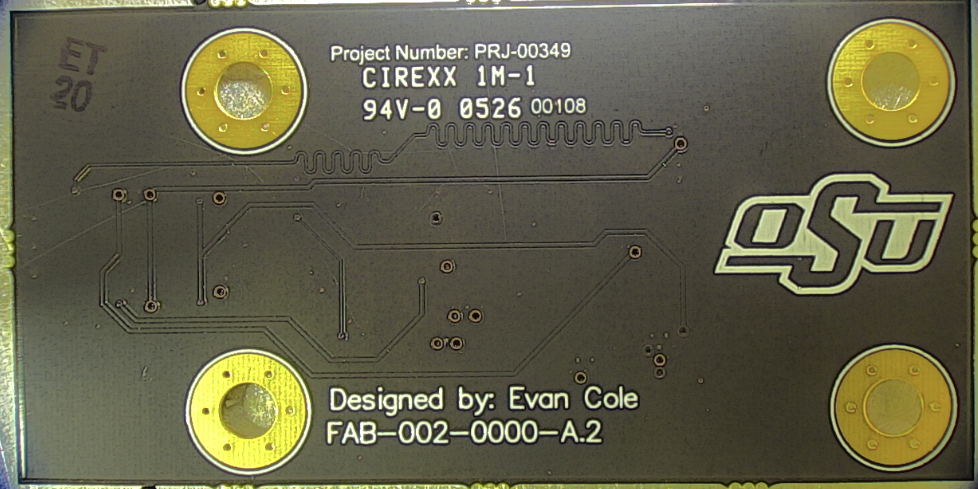 ET
20
Project Number: PRJ-00349
CIREXX 1M-1
94V-0 0526 00108
OSU
Designed by: Evan Cole
FAB-002-0000-A.2